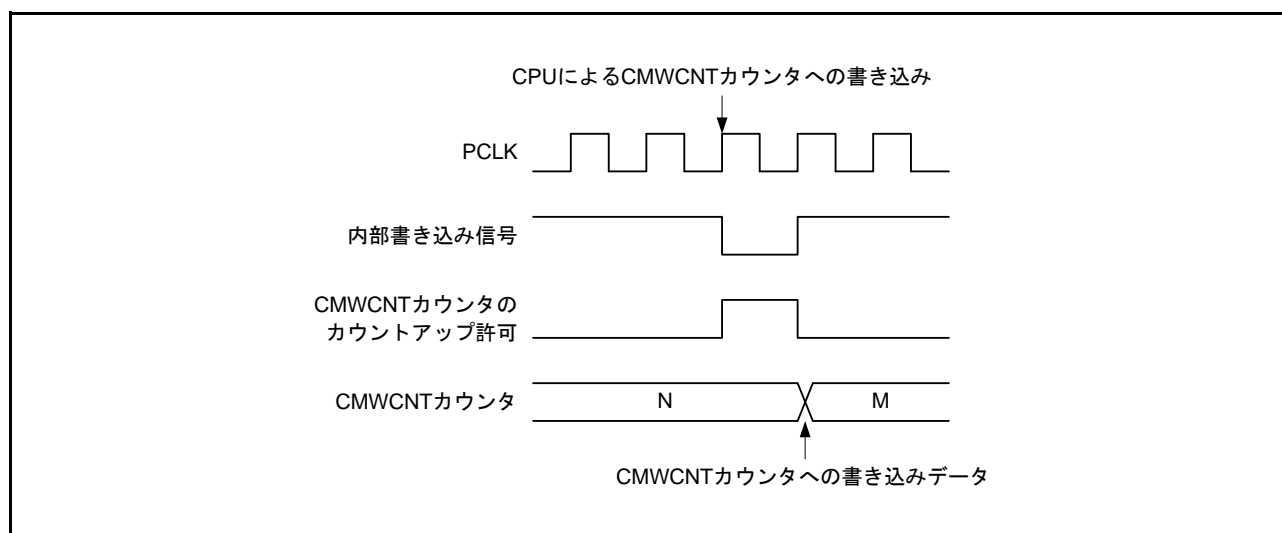 CPUによるCMWCNTカウンタへの書き込み
PCLK
内部書き込み信号
CMWCNTカウンタの
カウントアップ許可
CMWCNTカウンタ
N
M
CMWCNTカウンタへの書き込みデータ